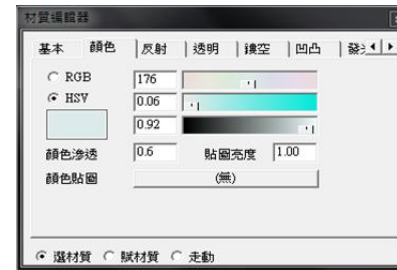 材質編輯器
基本 顏色 反射 透明 鏤空 凹凸
RGB 176
HSV 0.06
0.92
顏色滲透 0.6 貼圖亮度 1.00
顏色貼圖 (無)
選材質 賦材質 走動